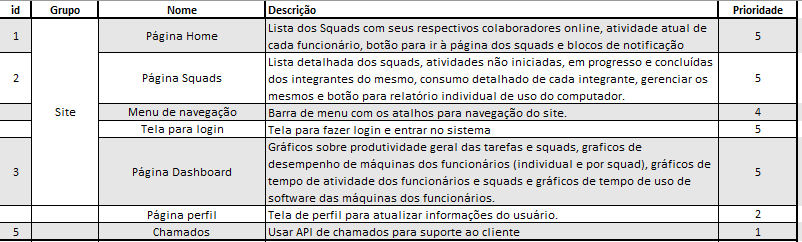 id Grupo Nome Descrição Prioridade
1 Página Home Lista dos Squads com seus respectivos colaboradores online, atividade atual de 5
cada funcionário, botão para ir à página dos squads e blocos de notificação
Lista detalhada dos squads, atividades não iniciadas, em progresso e concluídas
2 Página Squads dos integrantes do mesmo, consumo detalhado de cada integrante, gerenciar os 5
mesmos e botão para relatório individual de uso do computador.
Site Menu de navegação Barra de menu com os atalhos para navegação do site. 4
Tela para login Tela para fazer login e entrar no sistema 5
Gráficos sobre produtividade geral das tarefas e squads, graficos de
desempenho de máquinas dos funcionários (individual e por squad), gráficos de
3 Página Dashboard tempo de atividade dos funcionários e squads e gráficos de tempo de uso de 5
software das máquinas dos funcionários.
Página perfil Tela de perfil para atualizar informações do usuário. 2
5 Chamados Usar API de chamados para suporte ao cliente 1